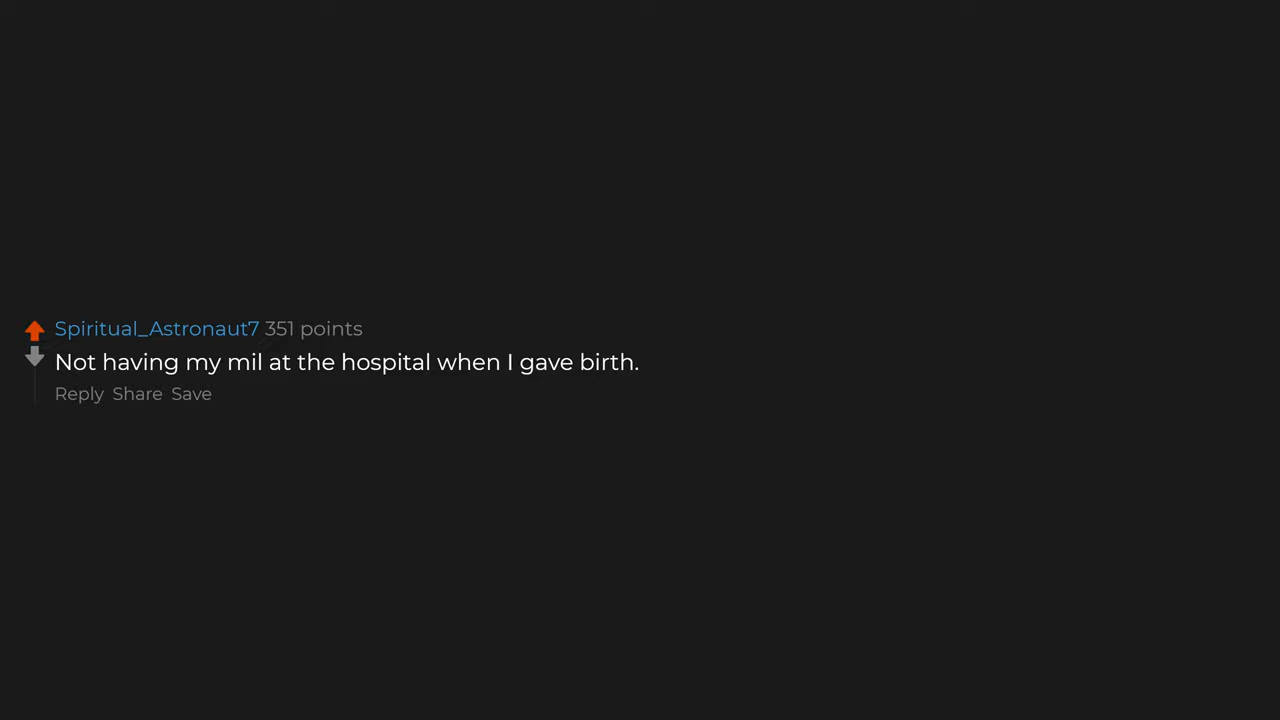 Spiritual_Astronaut7 351 points
Not having my mil at the hospital when I gave birth.
Reply Share Save